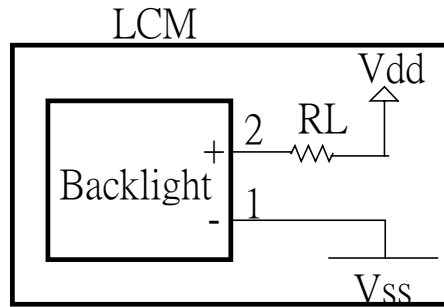 LCM
Vdd
2 RL
+
Backlight
- 1
Vss